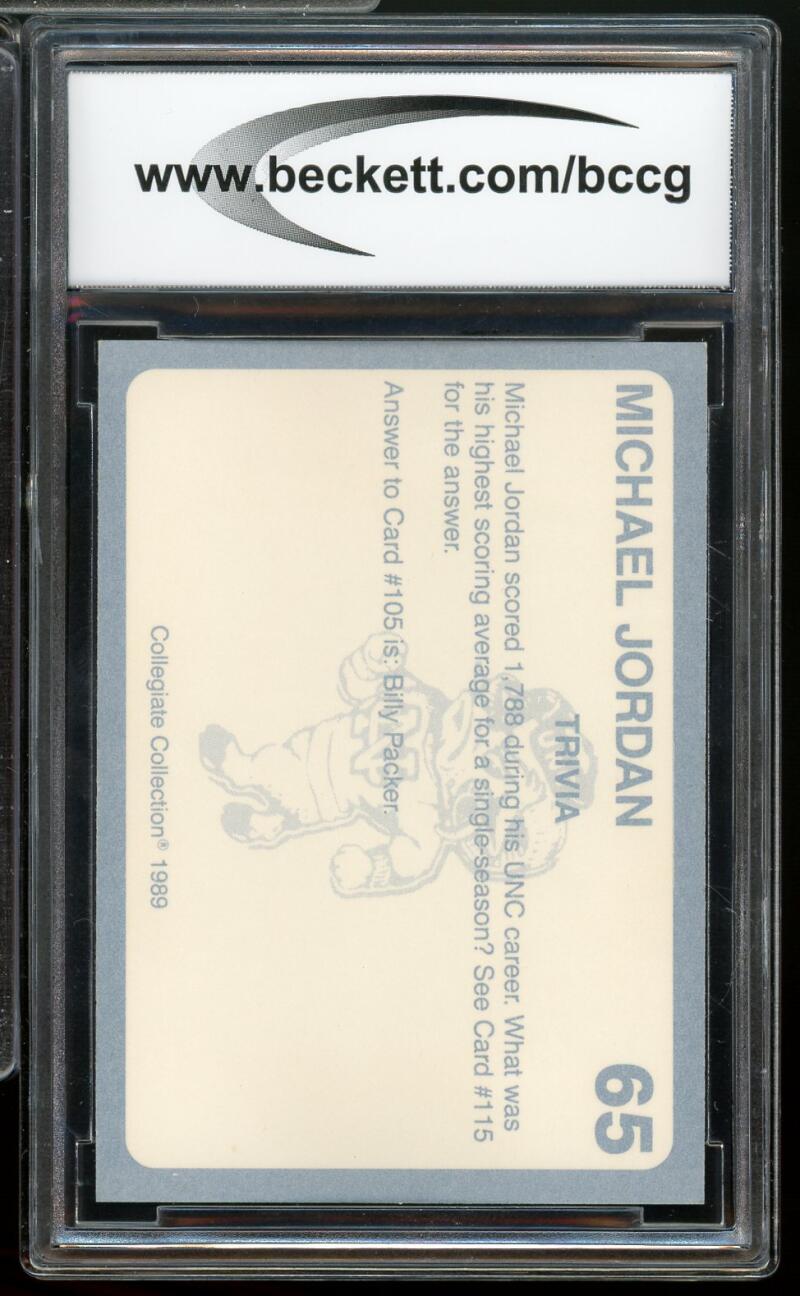 www.beckett.com/bccg
MICHAEL JORDAN 65
TRIVIA
Michael Jordan scored 1,788 during his UNC career. What was
his highest scoring average for a single-season? See Card #115
for the answer.
Answer to Card #105 is: Billy Packer.
Collegiate Collection® 1989